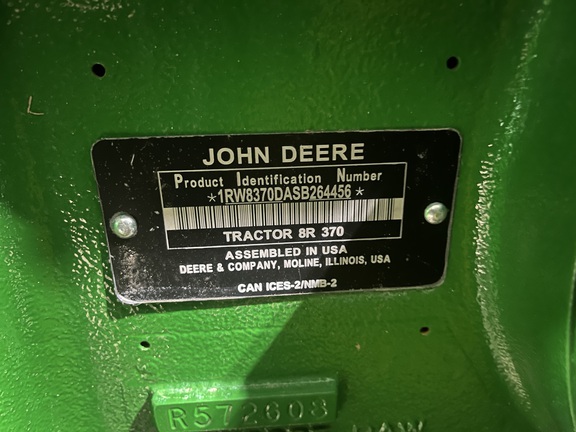 JOHN DEERE
Product Identification Number
*1RW8370DASB264456*
TRACTOR 8R 370
ASSEMBLED IN USA
DEERE & COMPANY, MOLINE, ILLINOIS, USA
CAN ICES-2/NMB-2
R572608